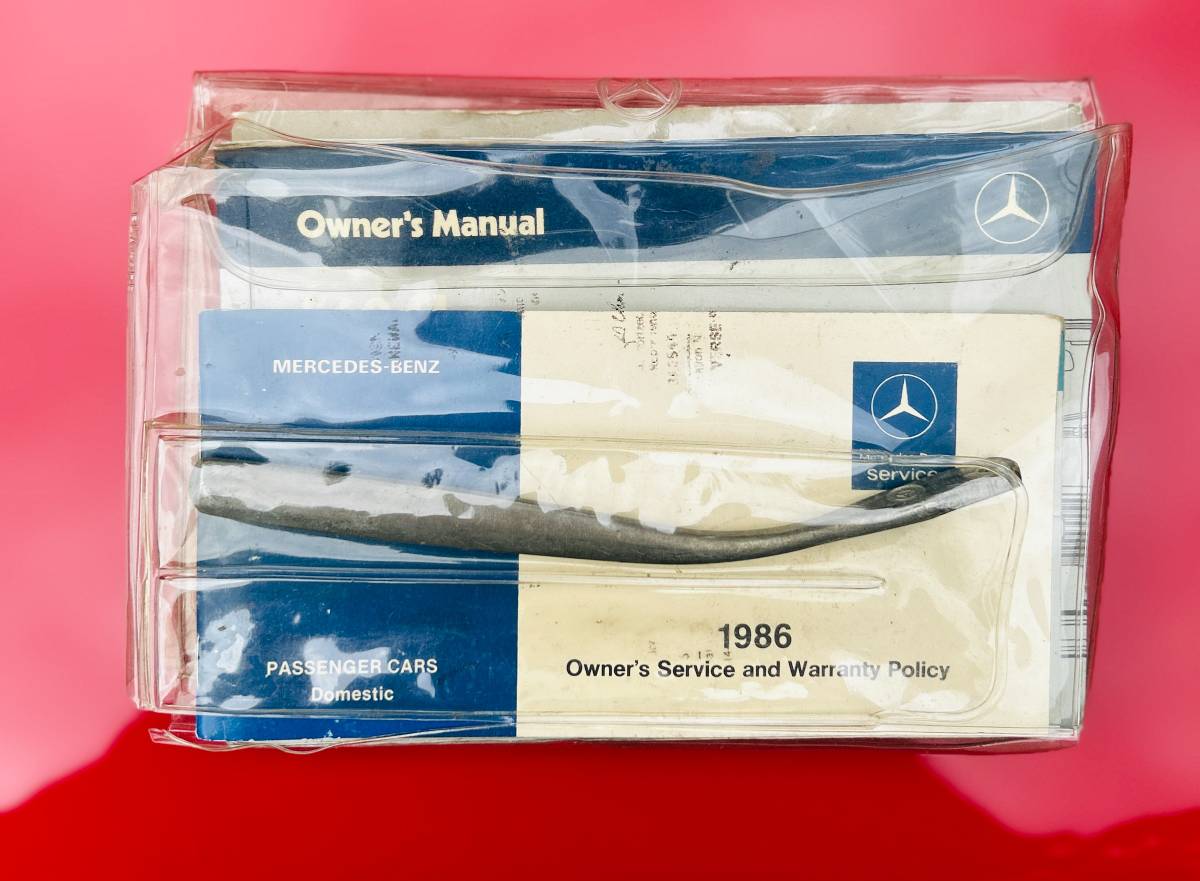 Owner's Manual
MERCEDES-BENZ
service
1986
Owner's Service and Warranty Policy
PASSENGER CARS
Domestic